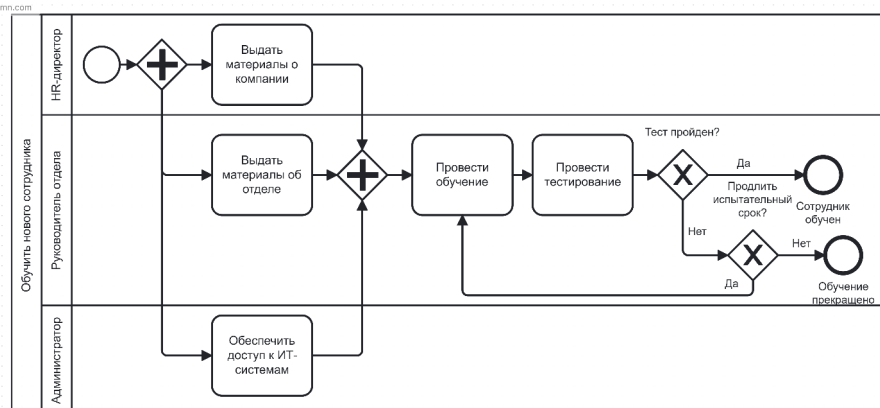 mn.com
Обучить нового сотрудника
HR-директор
Выдать
материалы о
компании
Руководитель отдела
Выдать
материалы об
отделе
Провести
обучение
Провести
тестирование
Тест пройден?
Да
Сотрудник
обучен
Нет
Продлить
испытательный
срок?
Нет
Обучение
прекращено
Да
Администратор
Обеспечить
доступ к ИТ-
системам